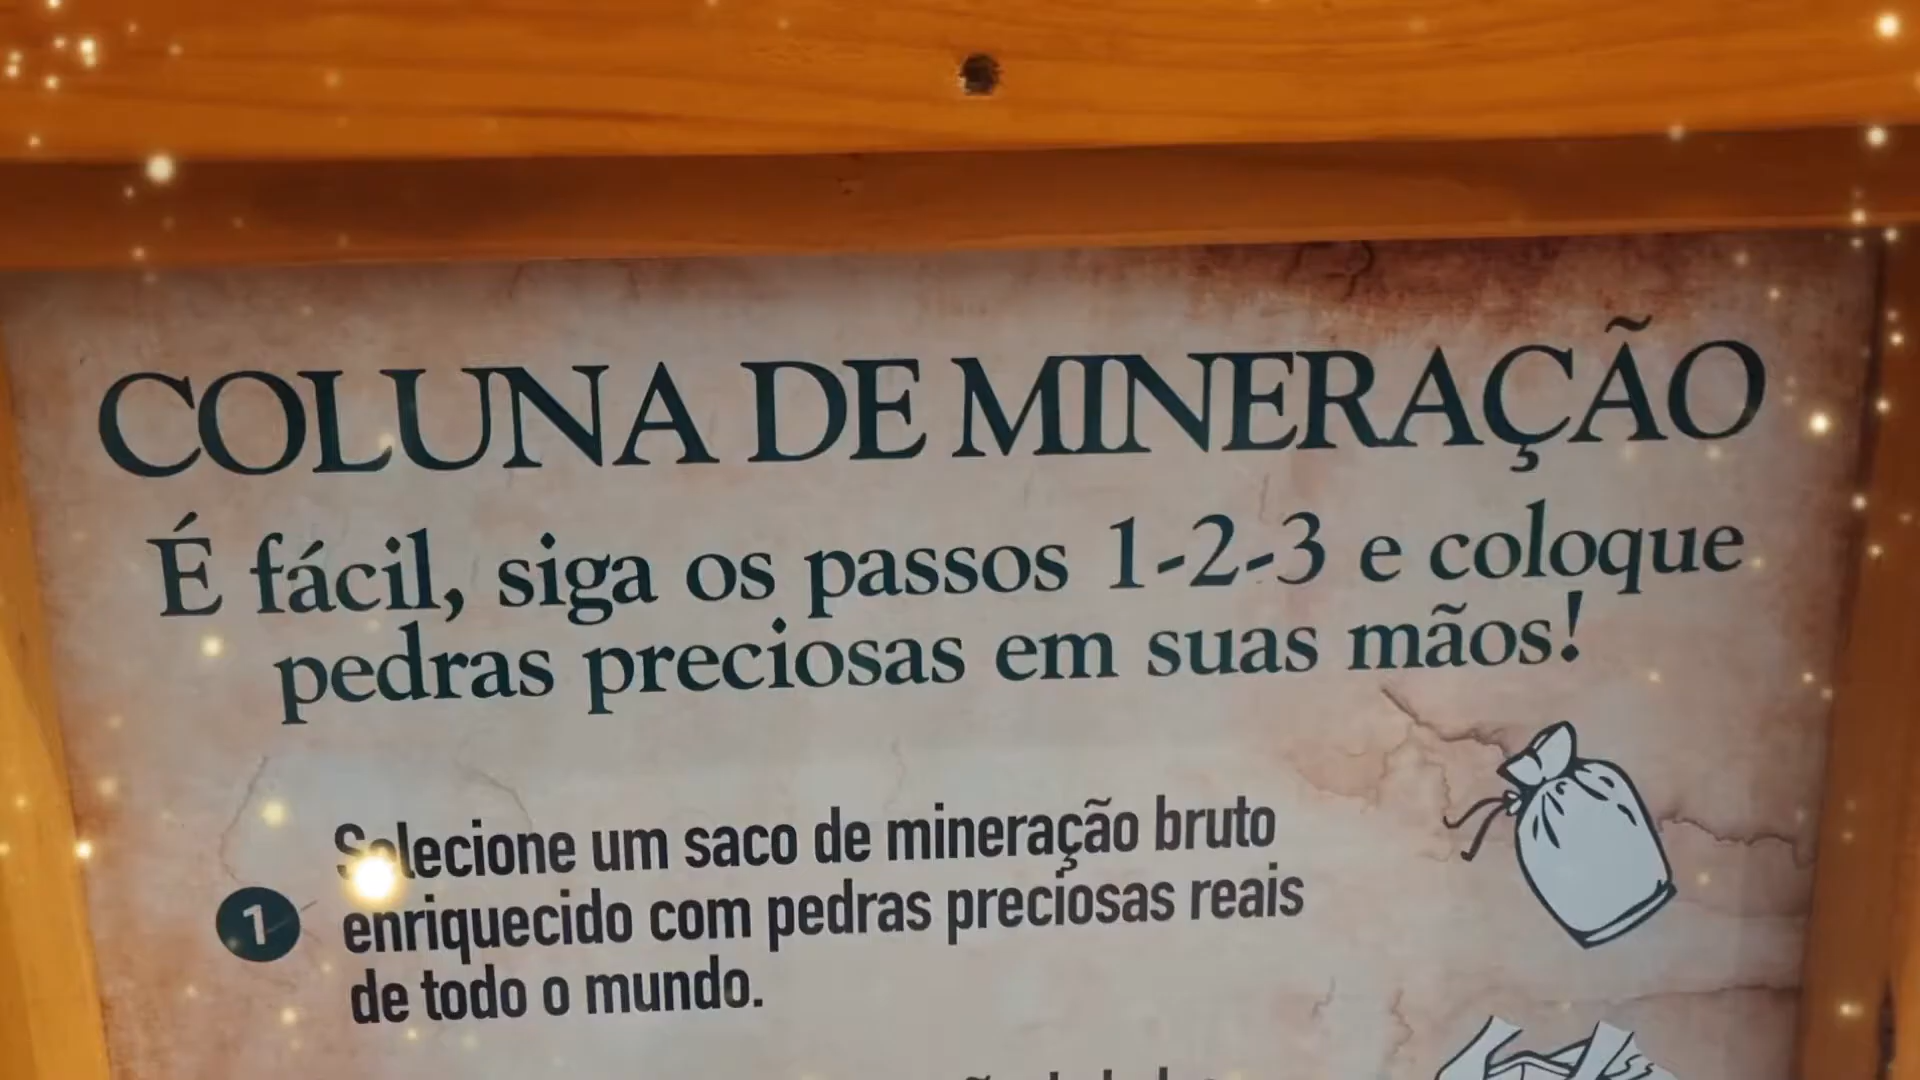 COLUNA DE MINERAÇÃO
É fácil, siga os passos 1-2-3 e coloque
pedras preciosas em suas mãos!
1
Selecione um saco de mineração bruto
enriquecido com pedras preciosas reais
de todo o mundo.